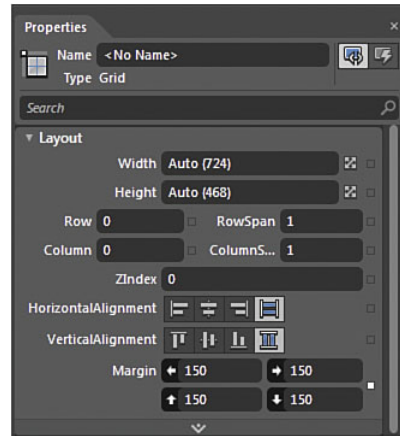 Properties
Name <No Name>
Type Grid
Search
Layout
Width Auto (724)
Height Auto (468)
Row 0 RowSpan 1
Column 0 ColumnS... 1
ZIndex 0
HorizontalAlignment
VerticalAlignment
Margin 150 150
150 150